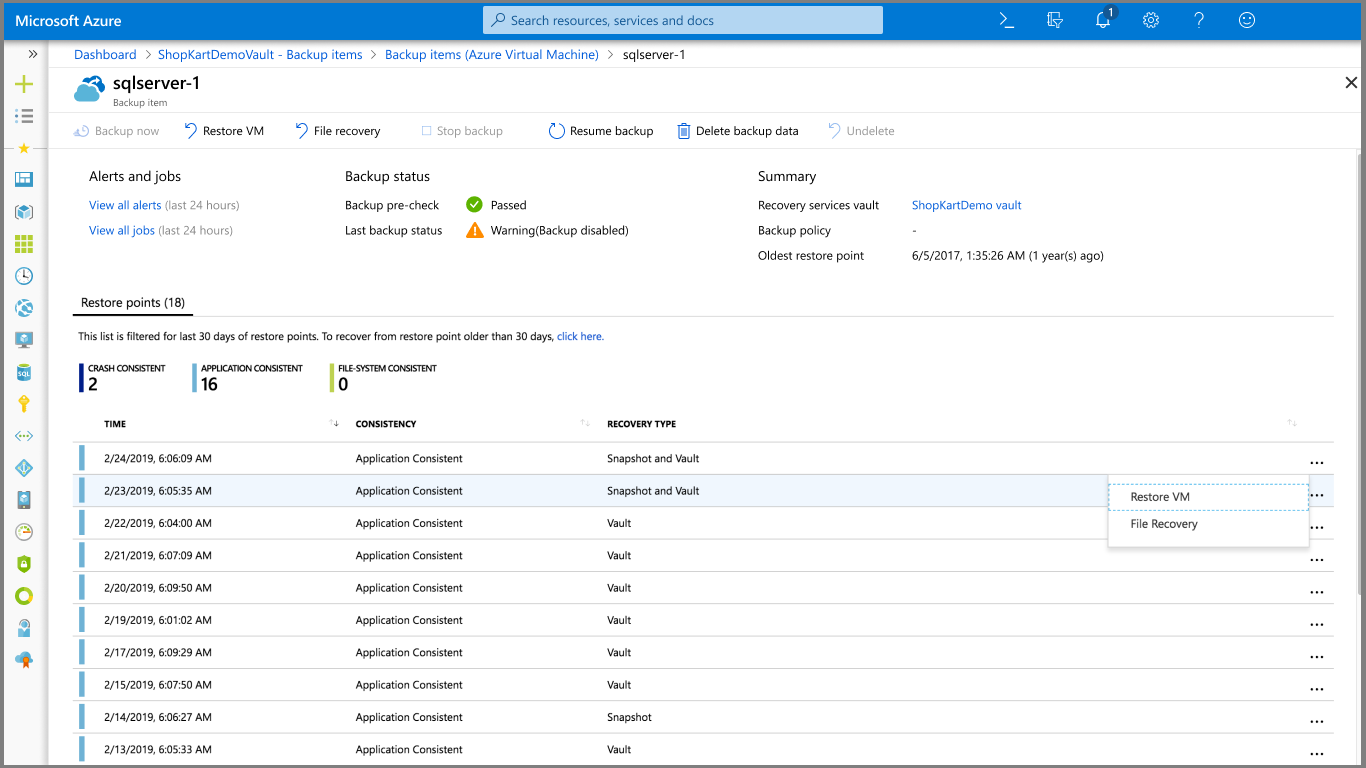 Microsoft Azure
Search resources, services and docs
1
Dashboard > ShopKartDemoVault - Backup items > Backup items (Azure Virtual Machine) > sqlserver-1
sqlserver-1
Backup item
Backup now Restore VM File recovery Stop backup Resume backup Delete backup data Undelete
Alerts and jobs Backup status Summary
View all alerts (last 24 hours) Backup pre-check Passed Recovery services vault ShopKartDemo vault
View all jobs (last 24 hours) Last backup status Warning(Backup disabled) Backup policy -
Oldest restore point 6/5/2017, 1:35:26 AM (1 year(s) ago)
Restore points (18)
This list is filtered for last 30 days of restore points. To recover from restore point older than 30 days, click here.
CRASH CONSISTENT APPLICATION CONSISTENT FILE-SYSTEM CONSISTENT
2 16 0
TIME CONSISTENCY RECOVERY TYPE
2/24/2019, 6:06:09 AM Application Consistent Snapshot and Vault ...
2/23/2019, 6:05:35 AM Application Consistent Snapshot and Vault ...
Restore VM
2/22/2019, 6:04:00 AM Application Consistent Vault ...
File Recovery
2/21/2019, 6:07:09 AM Application Consistent Vault ...
2/20/2019, 6:09:50 AM Application Consistent Vault ...
2/19/2019, 6:01:02 AM Application Consistent Vault ...
2/17/2019, 6:09:29 AM Application Consistent Vault ...
2/15/2019, 6:07:50 AM Application Consistent Vault ...
2/14/2019, 6:06:27 AM Application Consistent Snapshot ...
2/13/2019, 6:05:33 AM Application Consistent Vault ...
SQL